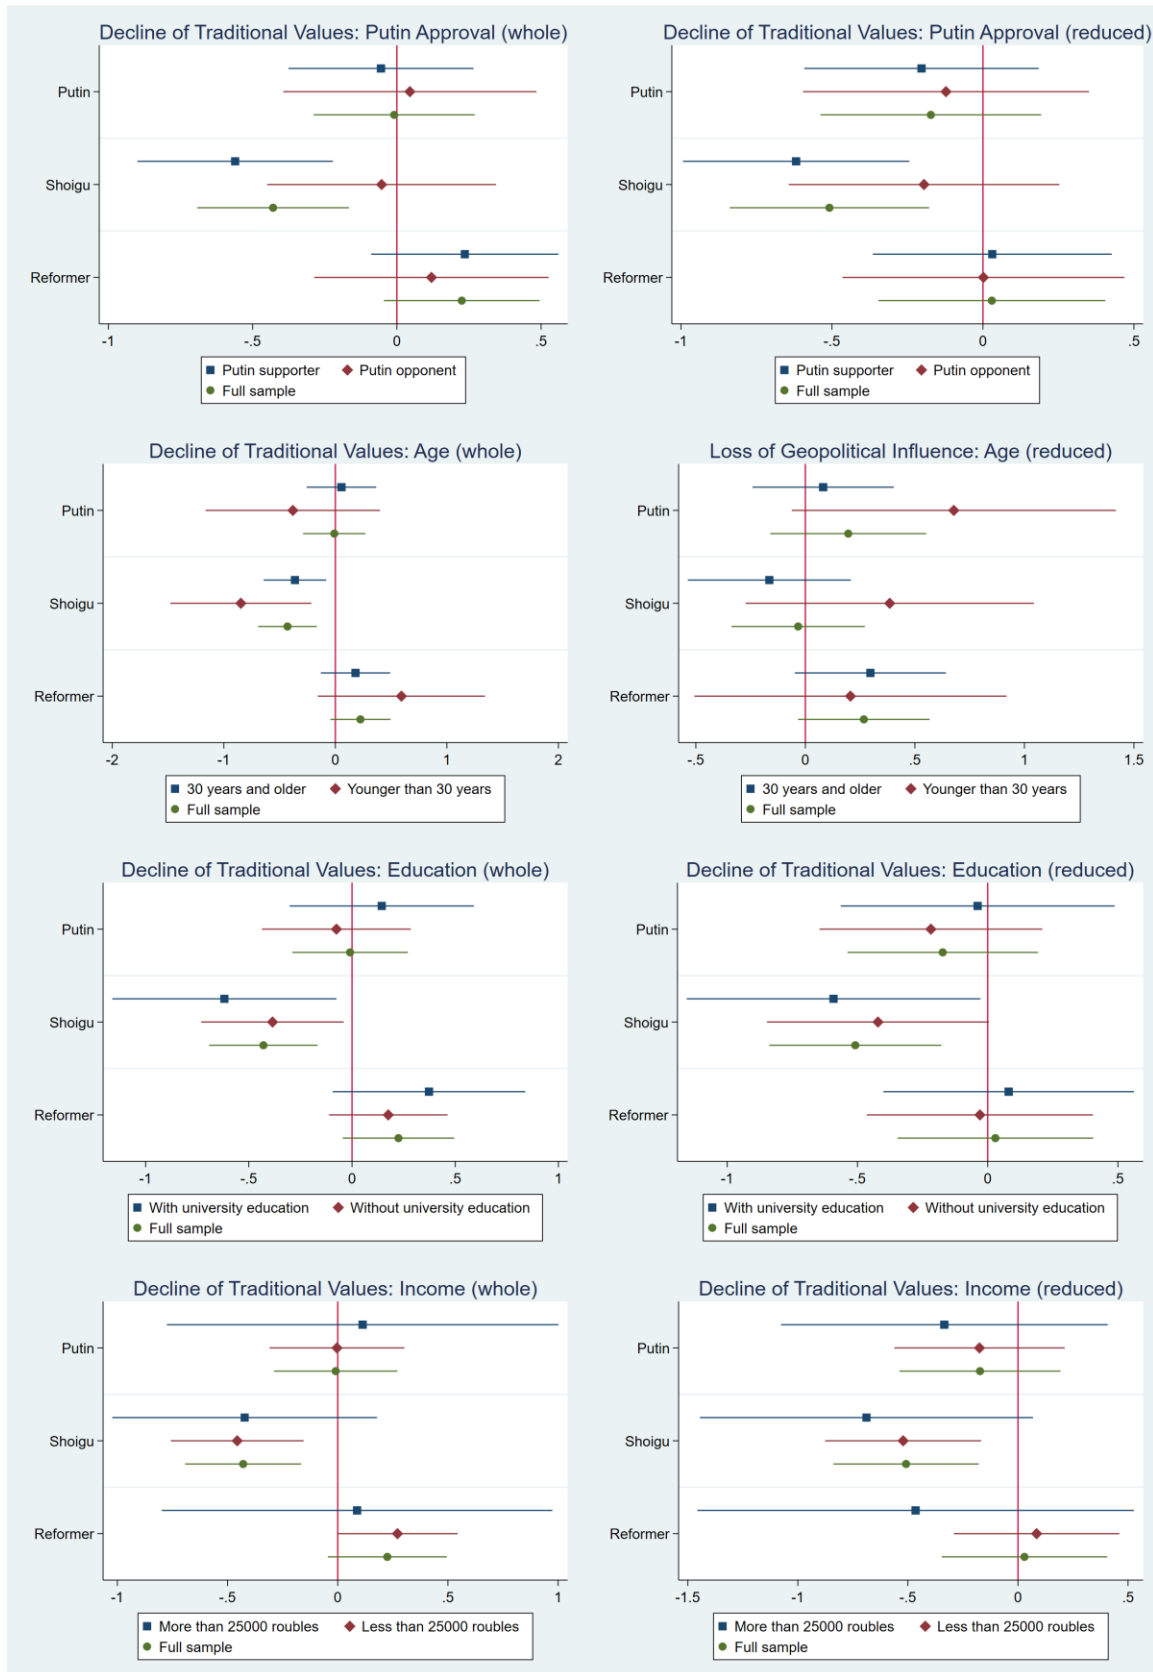 Decline of Traditional Values: Putin Approval (whole)
Putin
Shoigu
Reformer
-1 -.5 0 .5
Putin supporter Putin opponent
Full sample
Decline of Traditional Values: Putin Approval (reduced)
Putin
Shoigu
Reformer
-1 -.5 0 .5
Putin supporter Putin opponent
Full sample
Decline of Traditional Values: Age (whole)
Putin
Shoigu
Reformer
-2 -1 0 1 2
30 years and older Younger than 30 years
Full sample
Loss of Geopolitical Influence: Age (reduced)
Putin
Shoigu
Reformer
-.5 0 .5 1 1.5
30 years and older Younger than 30 years
Full sample
Decline of Traditional Values: Education (whole)
Putin
Shoigu
Reformer
-1 -.5 0 .5 1
With university education Without university education
Full sample
Decline of Traditional Values: Education (reduced)
Putin
Shoigu
Reformer
-1 -.5 0 .5
With university education Without university education
Full sample
Decline of Traditional Values: Income (whole)
Putin
Shoigu
Reformer
-1 -.5 0 .5 1
More than 25000 roubles Less than 25000 roubles
Full sample
Decline of Traditional Values: Income (reduced)
Putin
Shoigu
Reformer
-1.5 -1 -.5 0 .5
More than 25000 roubles Less than 25000 roubles
Full sample